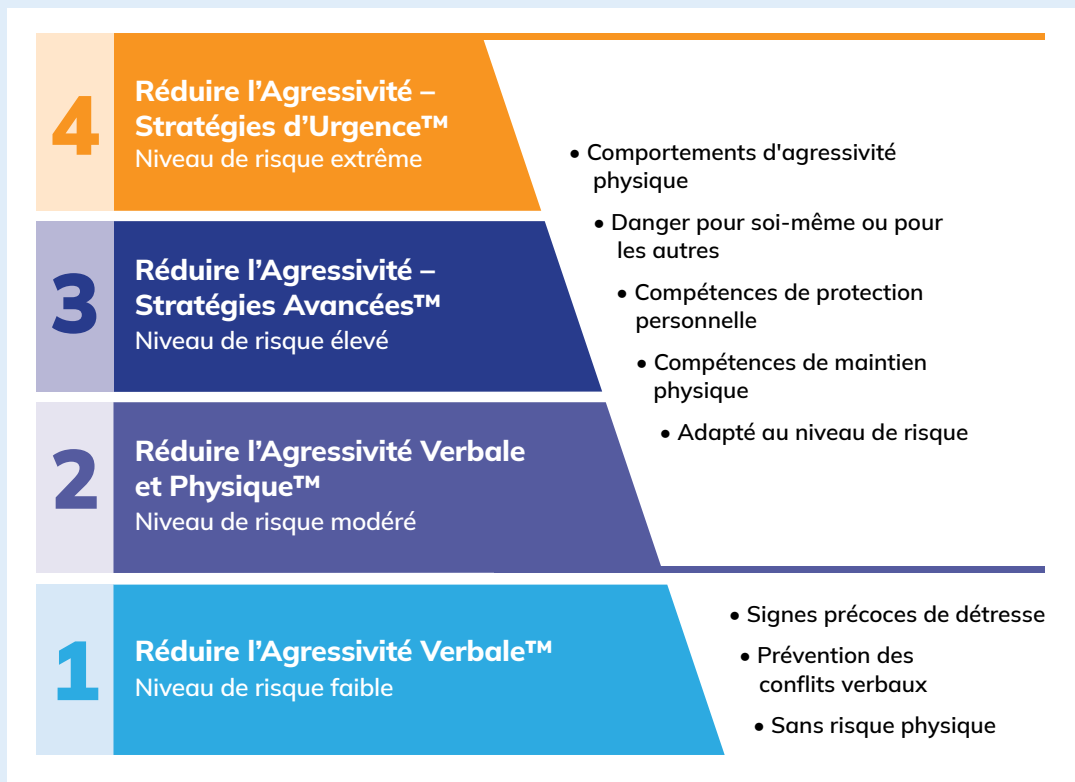 4
Réduire l’Agressivité –
Stratégies d’Urgence™
Niveau de risque extrême
3
Réduire l’Agressivité –
Stratégies Avancées™
Niveau de risque élevé
2
Réduire l’Agressivité Verbale
et Physique™
Niveau de risque modéré
• Comportements d'agressivité
physique
• Danger pour soi-même ou pour
les autres
• Compétences de protection
personnelle
• Compétences de maintien
physique
• Adapté au niveau de risque
1
Réduire l’Agressivité Verbale™
Niveau de risque faible
• Signes précoces de détresse
• Prévention des
conflits verbaux
• Sans risque physique